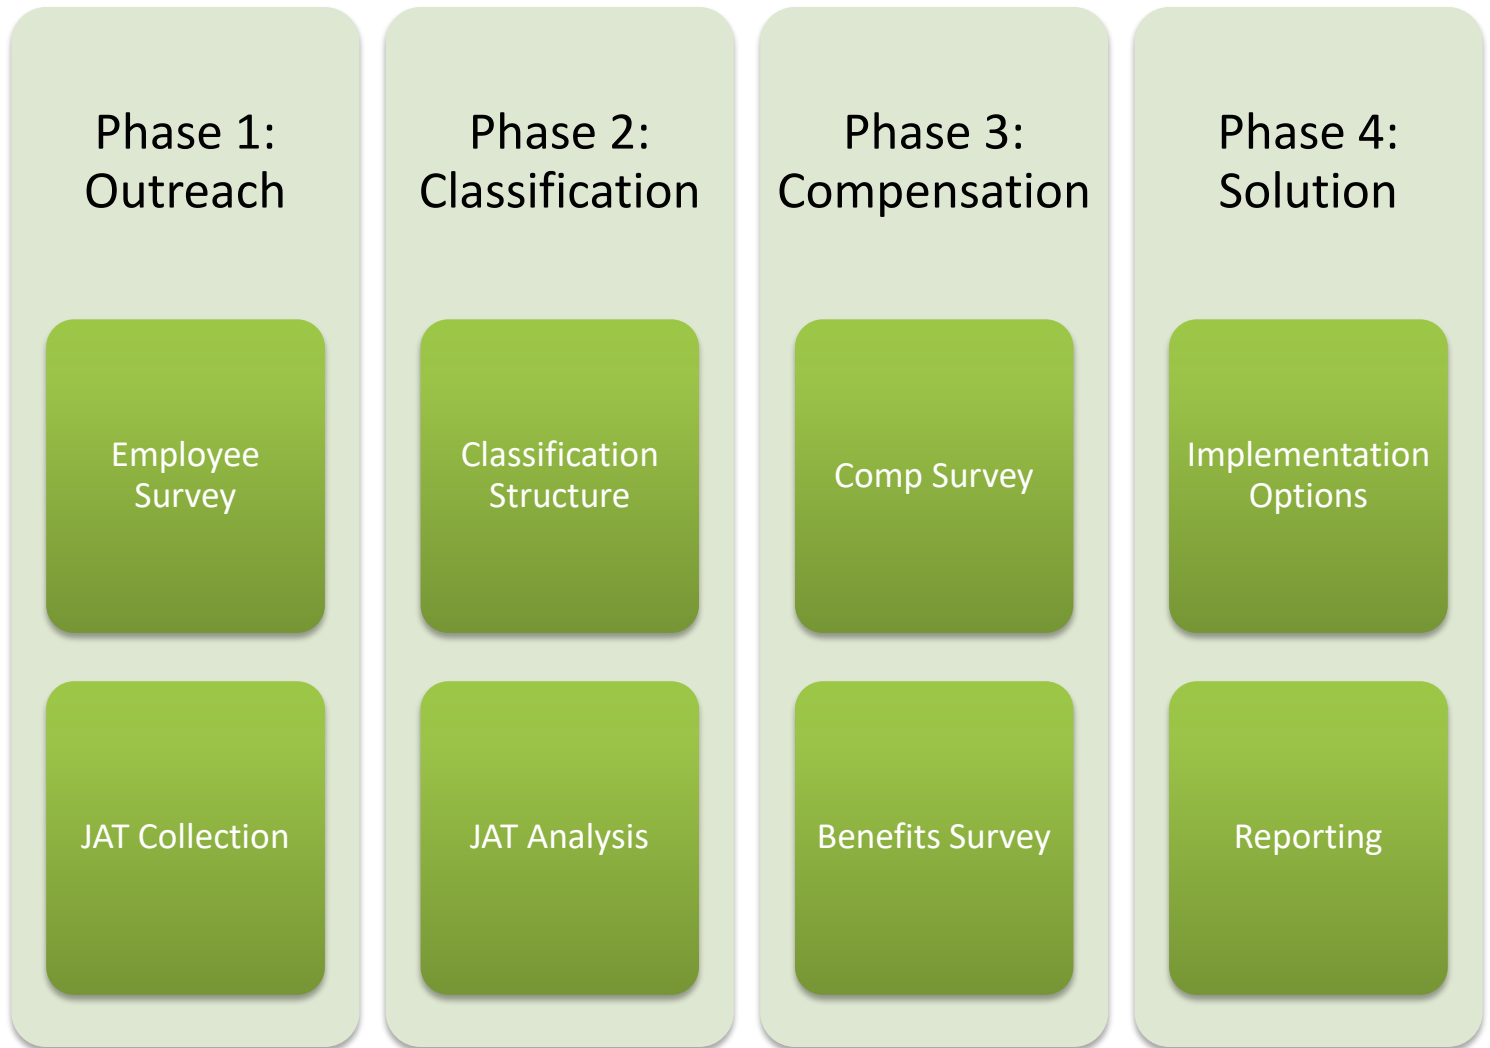 Phase 1:
Outreach
Employee
Survey
JAT Collection
Phase 2:
Classification
Classification
Structure
JAT Analysis
Phase 3:
Compensation
Comp Survey
Benefits Survey
Phase 4:
Solution
Implementation
Options
Reporting